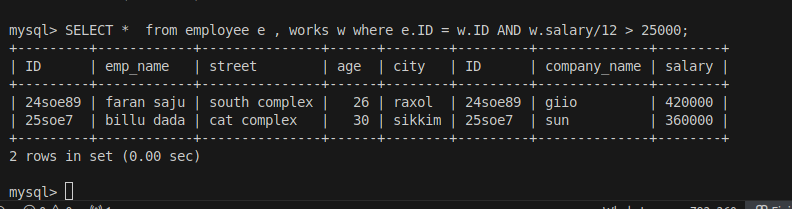 mysql> SELECT *  from employee e , works w where e.ID = w.ID AND w.salary/12 > 25000;
+---------+------------+---------------+------+--------+---------+--------------+--------+
| ID      | emp_name   | street        | age  | city   | ID      | company_name | salary |
+---------+------------+---------------+------+--------+---------+--------------+--------+
| 24soe89 | faran saju | south complex |   26 | raxol  | 24soe89 | giio         | 420000 |
| 25soe7  | billu dada | cat complex   |   30 | sikkim | 25soe7  | sun          | 360000 |
+---------+------------+---------------+------+--------+---------+--------------+--------+
2 rows in set (0.00 sec)
mysql>